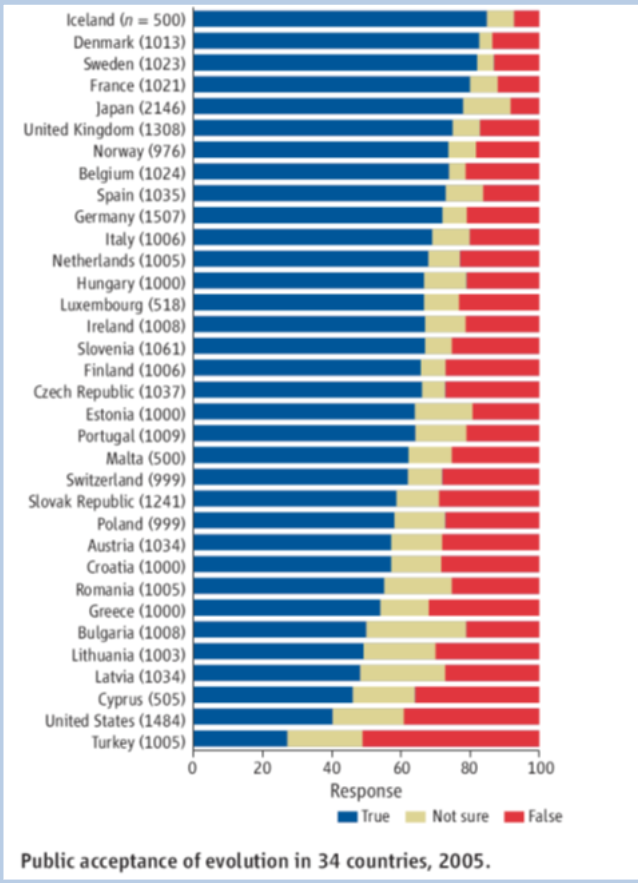 Iceland (n = 500)
Denmark (1013)
Sweden (1023)
France (1021)
Japan (2146)
United Kingdom (1308)
Norway (976)
Belgium (1024)
Spain (1035)
Germany (1507)
Italy (1006)
Netherlands (1005)
Hungary (1000)
Luxembourg (518)
Ireland (1008)
Slovenia (1061)
Finland (1006)
Czech Republic (1037)
Estonia (1000)
Portugal (1009)
Malta (500)
Switzerland (999)
Slovak Republic (1241)
Poland (999)
Austria (1034)
Croatia (1000)
Romania (1005)
Greece (1000)
Bulgaria (1008)
Lithuania (1003)
Latvia (1034)
Cyprus (505)
United States (1484)
Turkey (1005)
0 20 40 60 80 100
Response
True Not sure False
Public acceptance of evolution in 34 countries, 2005.